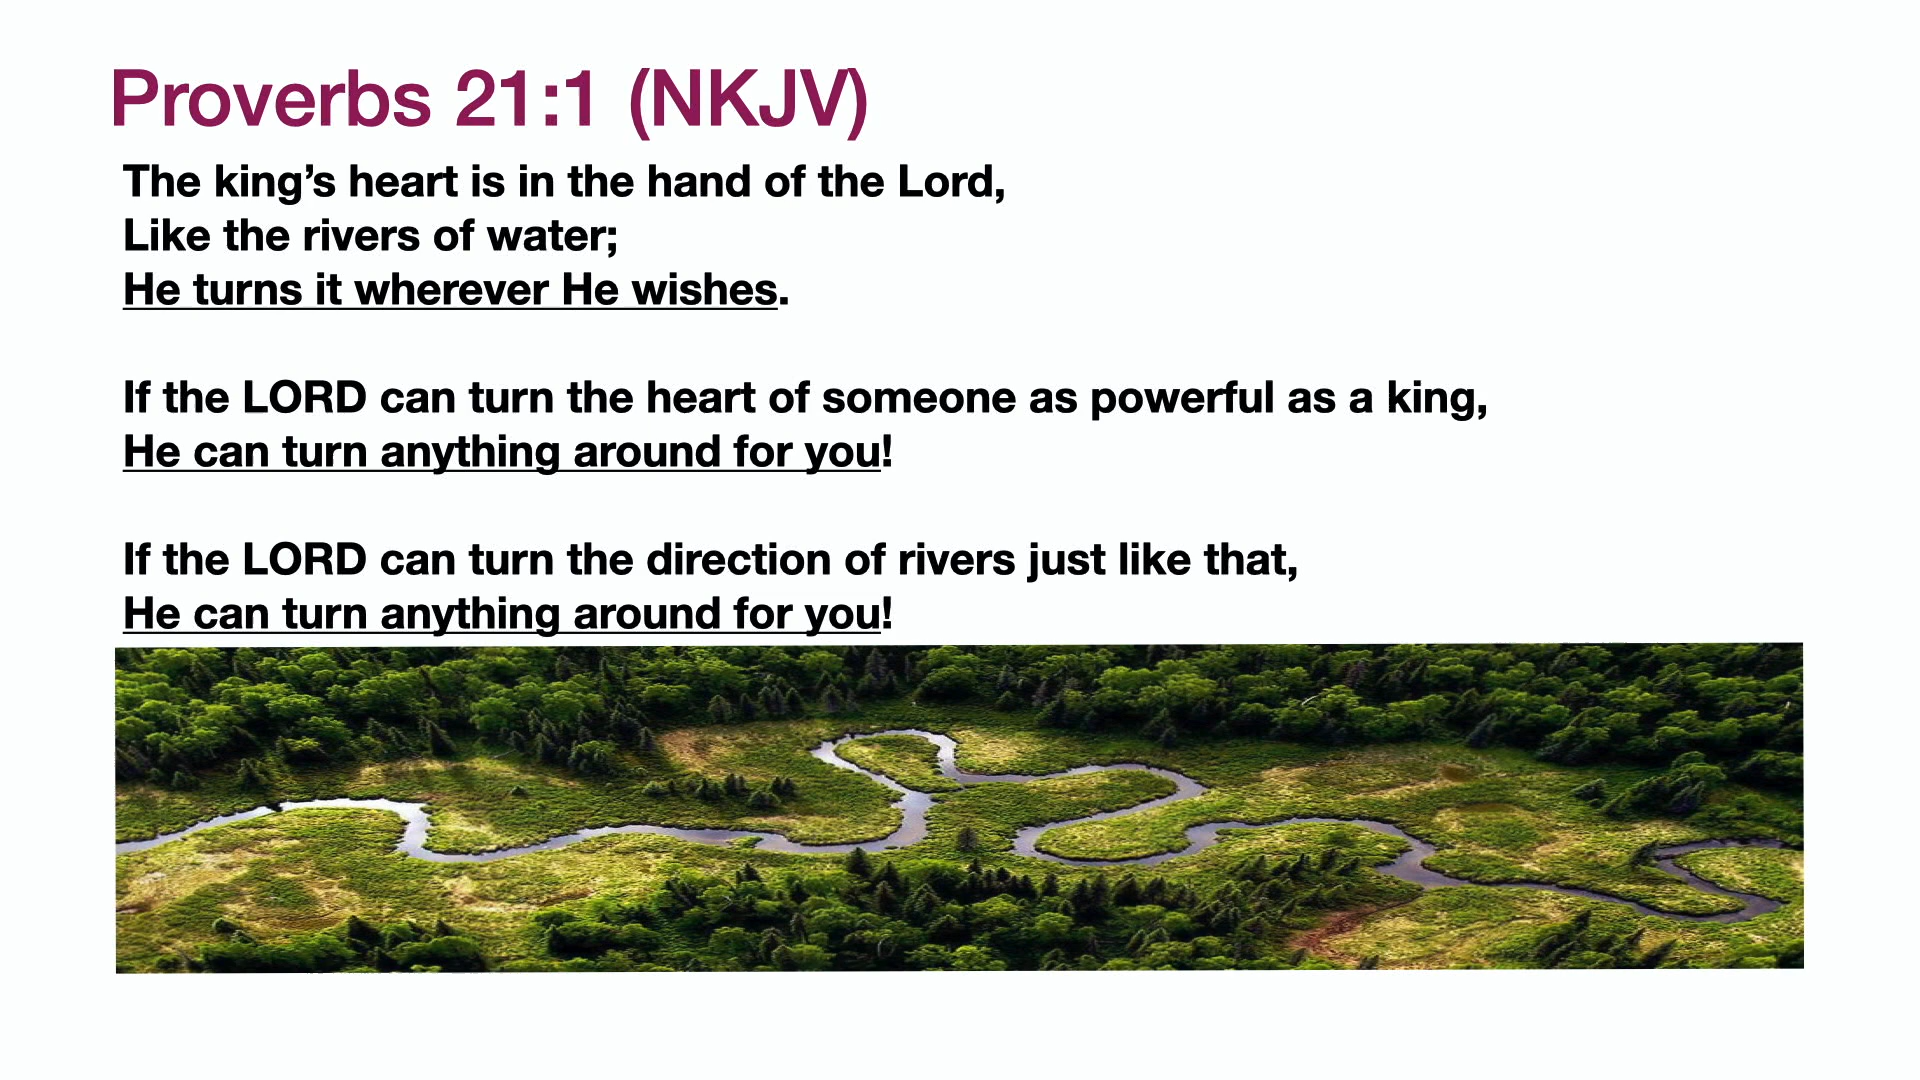 Proverbs 21:1 (NKJV)
The king’s heart is in the hand of the Lord,
Like the rivers of water;
He turns it wherever He wishes.
If the LORD can turn the heart of someone as powerful as a king,
He can turn anything around for you!
If the LORD can turn the direction of rivers just like that,
He can turn anything around for you!